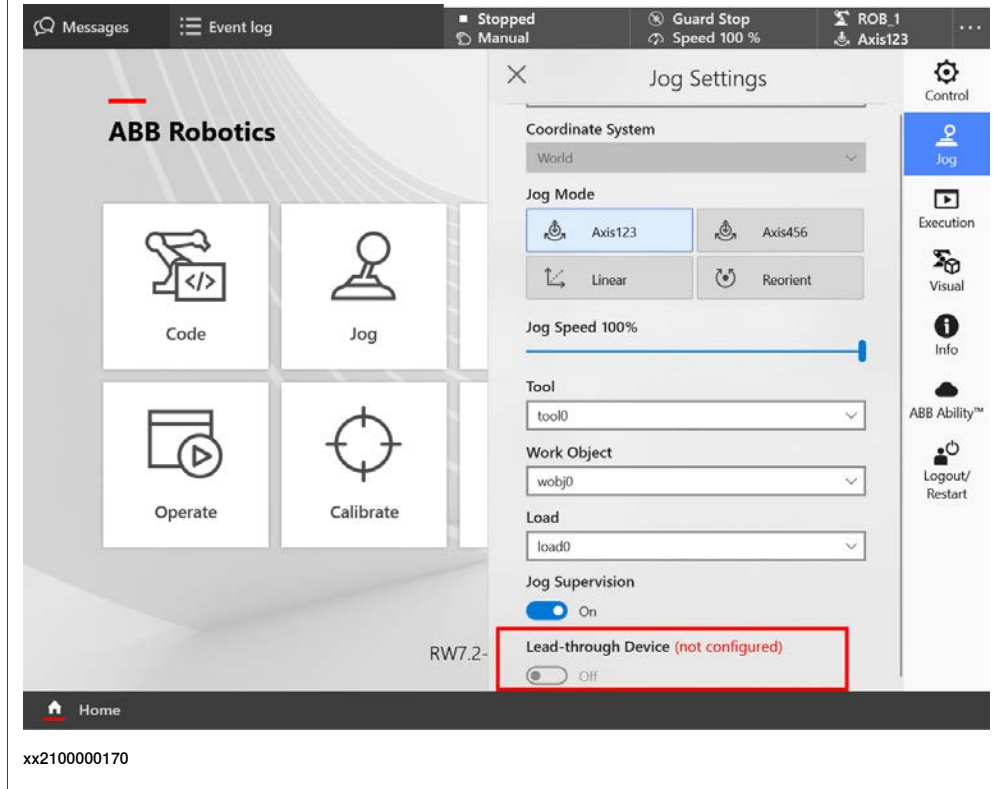 Messages
Event log
Stopped
Manual
Guard Stop
Speed 100 %
ROB_1
Axis123
...
ABB Robotics
Code
Jog
Operate
Calibrate
RW7.2-
Jog Settings
Coordinate System
World
Jog Mode
Axis123
Axis456
Linear
Reorient
Jog Speed 100%
Tool
tool0
Work Object
wobj0
Load
load0
Jog Supervision
On
Lead-through Device (not configured)
Off
Control
Jog
Execution
Visual
Info
ABB Ability™
Logout/
Restart
Home
xx2100000170